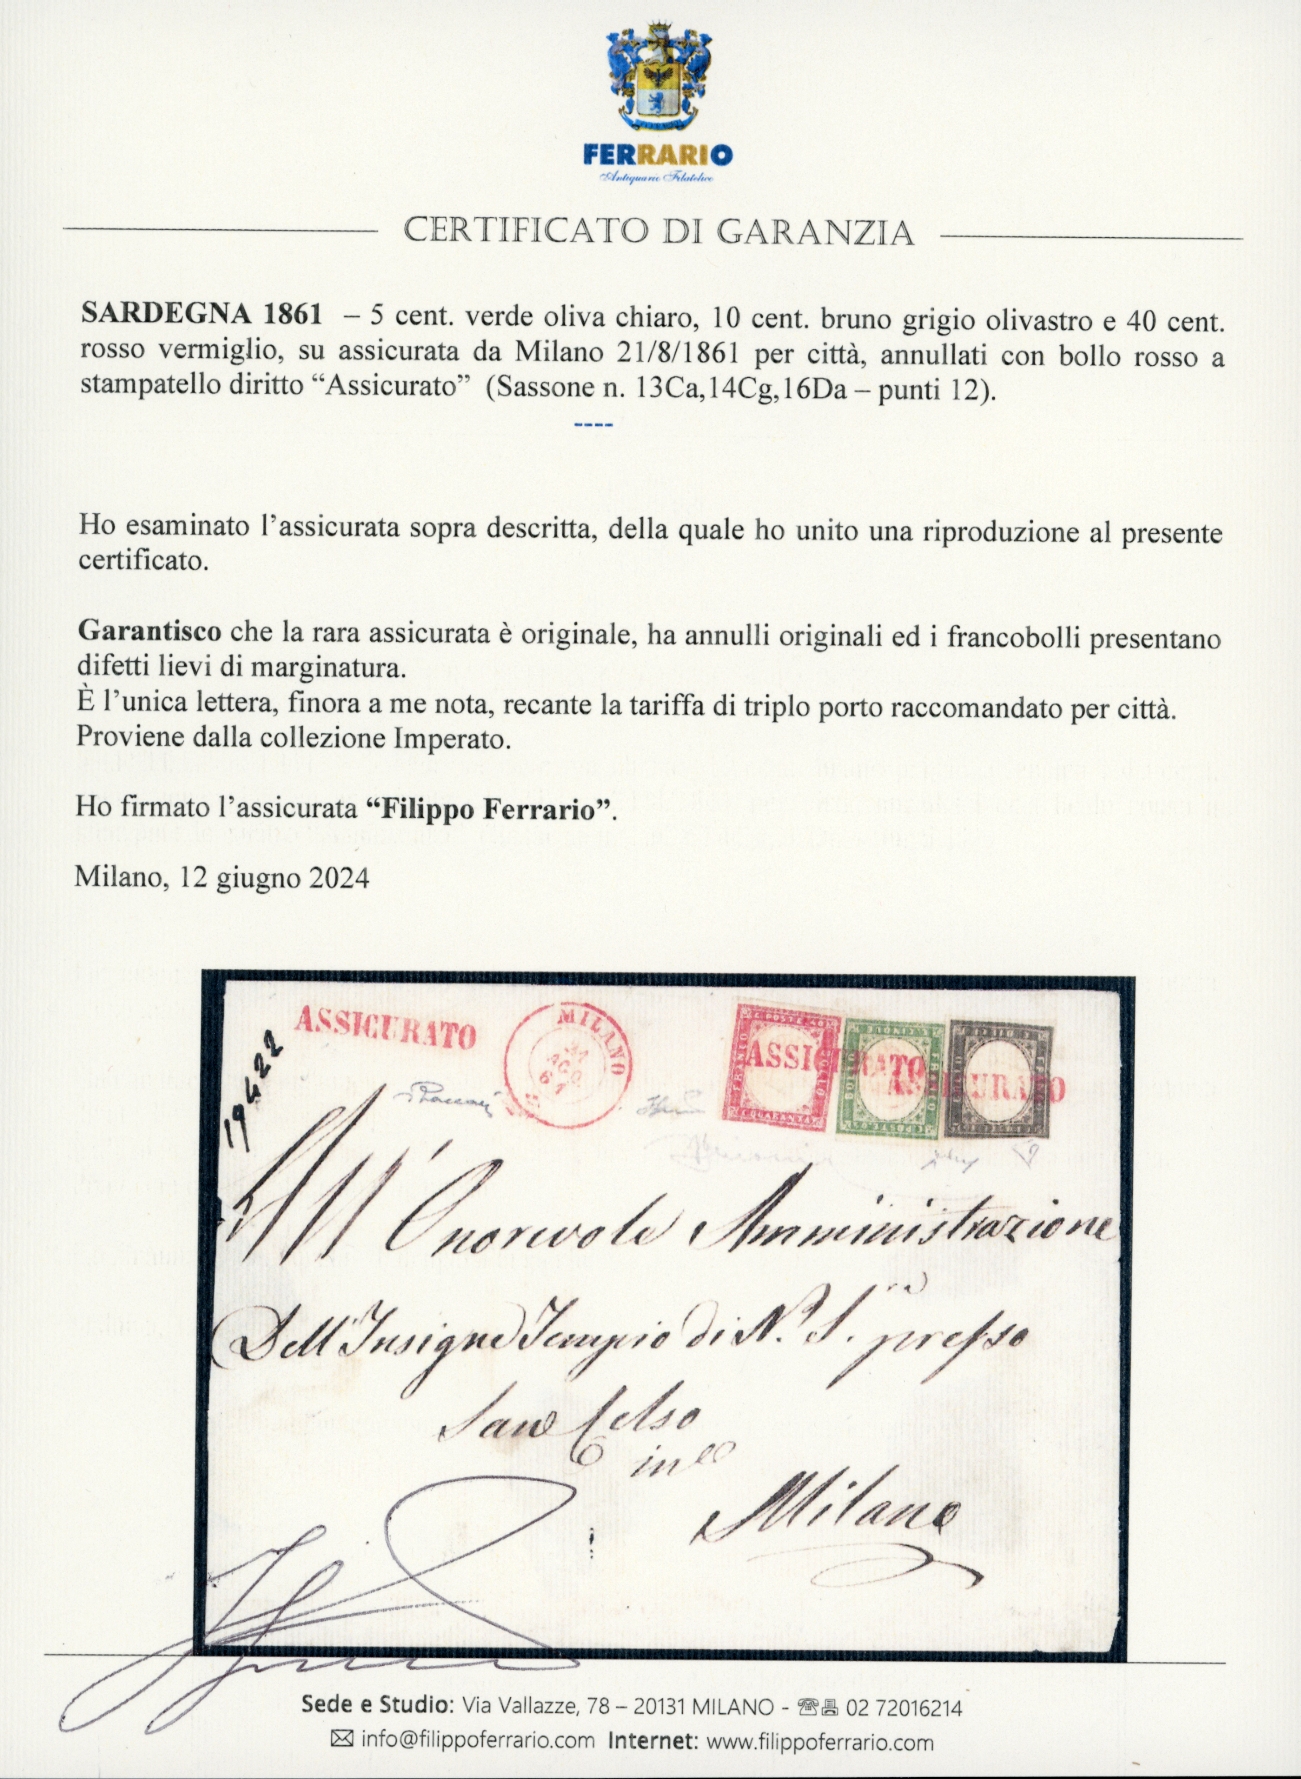 FERRARIO
Antiquario Filatelico
CERTIFICATO DI GARANZIA
SARDEGNA 1861 – 5 cent. verde oliva chiaro, 10 cent. bruno grigio olivastro e 40 cent.
rosso vermiglio, su assicurata da Milano 21/8/1861 per città, annullati con bollo rosso a
stampatello diritto “Assicurato” (Sassone n. 13Ca,14Cg,16Da – punti 12).
----
Ho esaminato l’assicurata sopra descritta, della quale ho unito una riproduzione al presente
certificato.
Garantisco che la rara assicurata è originale, ha annulli originali ed i francobolli presentano
difetti lievi di marginatura.
È l’unica lettera, finora a me nota, recante la tariffa di triplo porto raccomandato per città.
Proviene dalla collezione Imperato.
Ho firmato l’assicurata “Filippo Ferrario”.
Milano, 12 giugno 2024
ASSICURATO
MILANO
AGO
61
ASSICURATO
ASSICURATO
19422
All' Onorevole Amministrazione
Dell' Insigne Tempio di N. S. presso
San Celso
in
Milano
Sede e Studio: Via Vallazze, 78 – 20131 MILANO - 02 72016214
info@filippoferrario.com Internet: www.filippoferrario.com